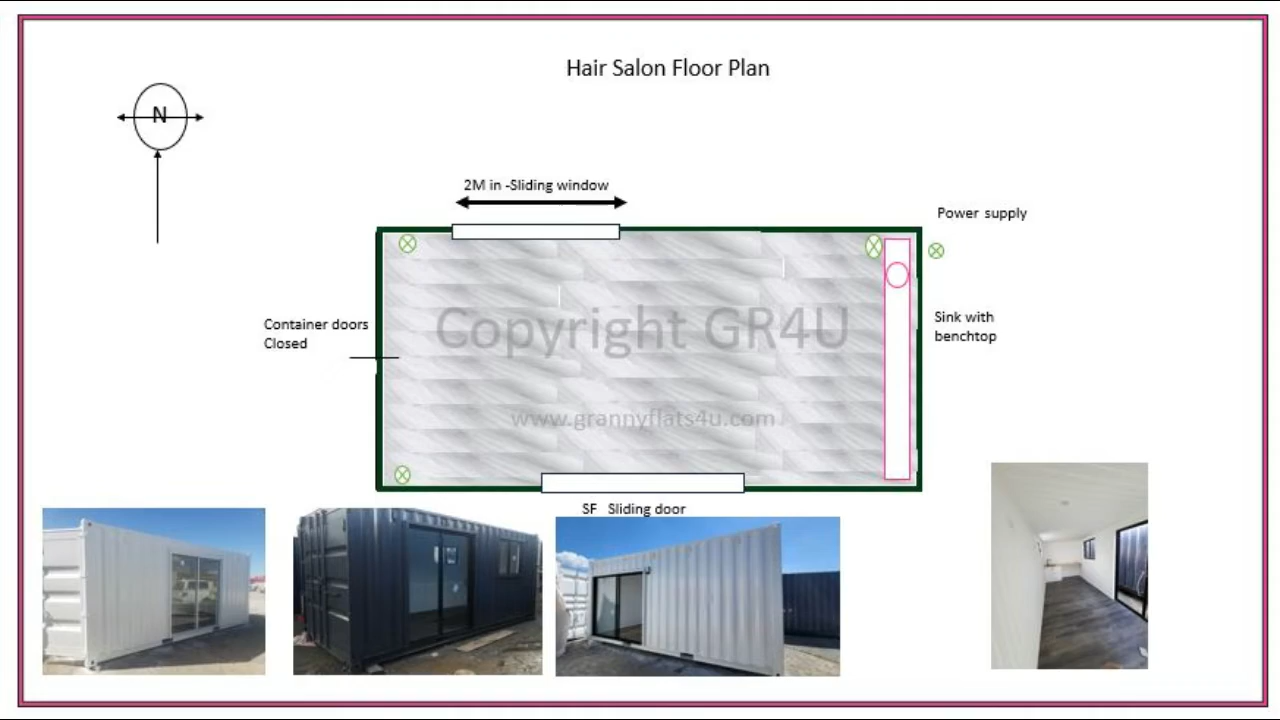 Hair Salon Floor Plan
N
2M in -Sliding window
Power supply
Container doors
Closed
Copyright GR4U
Sink with
benchtop
www.grannyflats4u.com
SF Sliding door